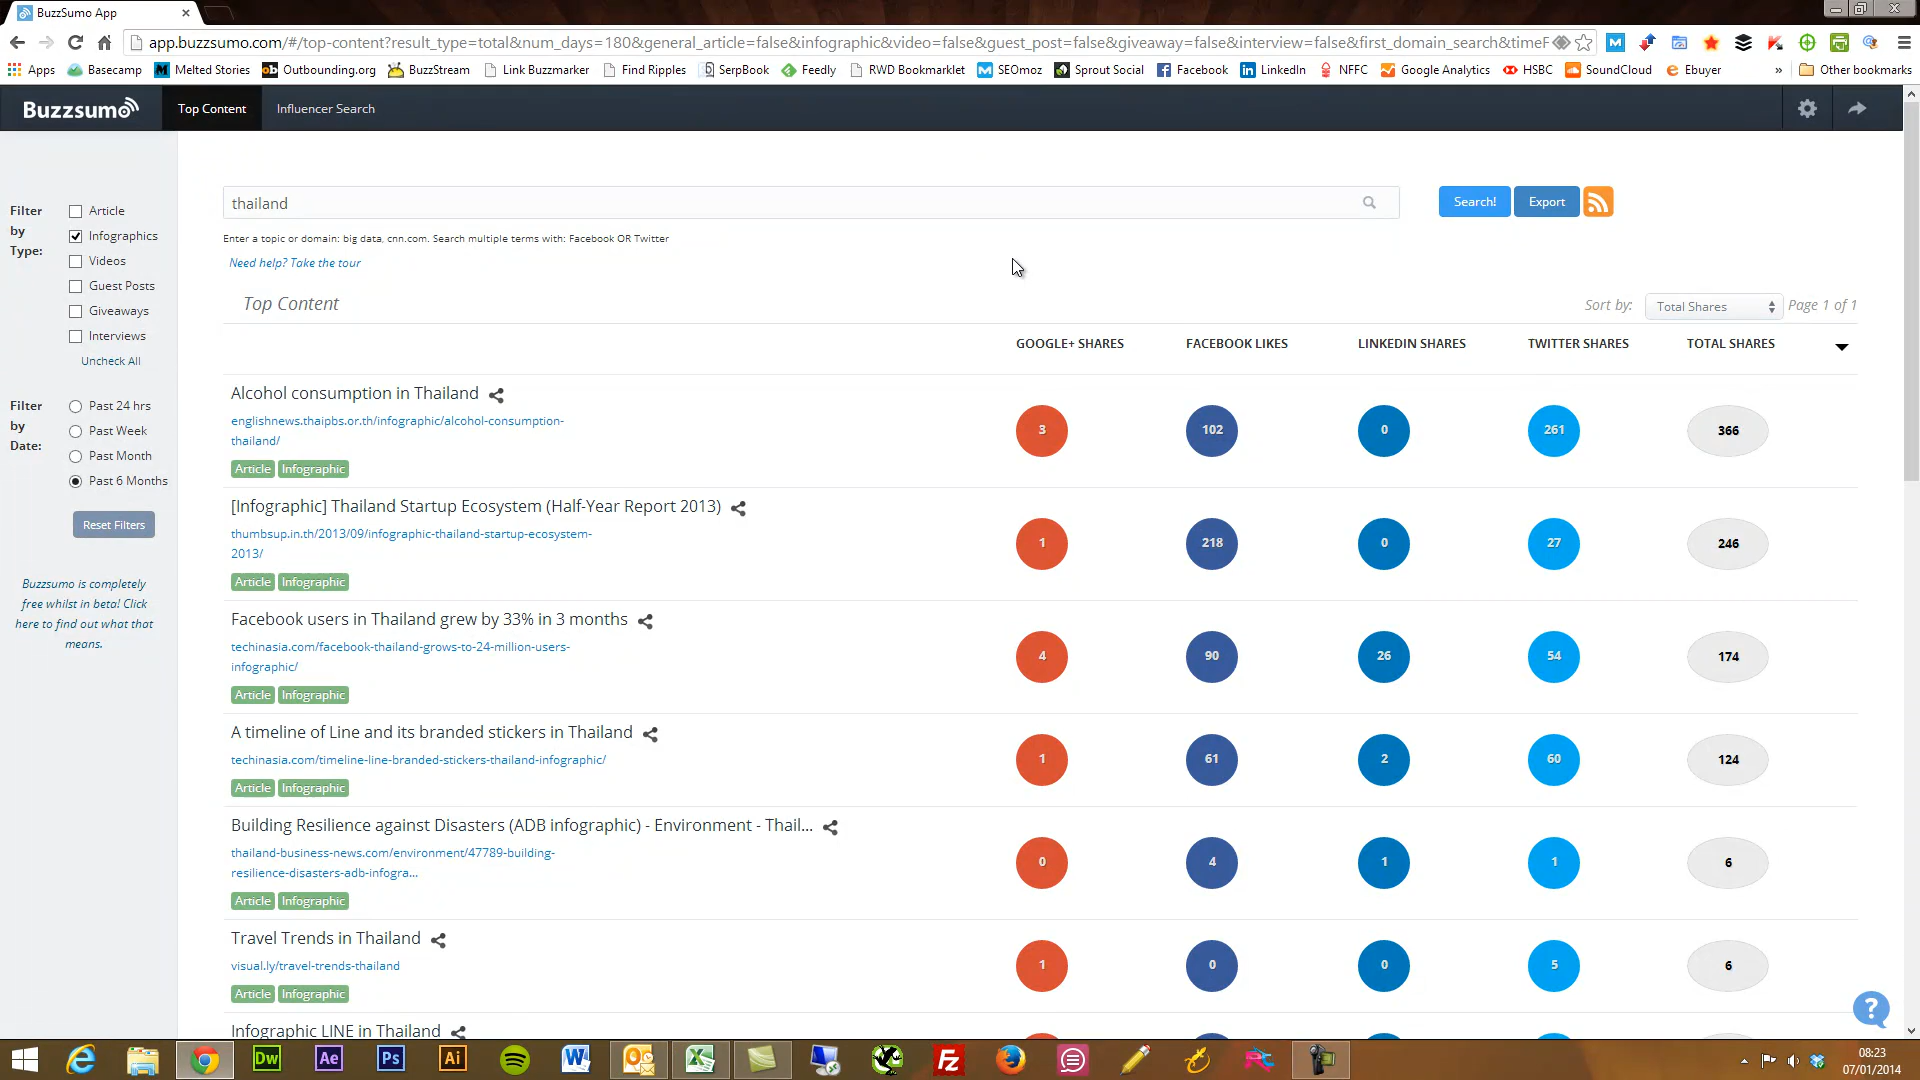 BuzzSumo App
app.buzzsumo.com/#/top-content?result_type=total&num_days=180&general_article=false&infographic&video=false&guest_post=false&giveaway=false&interview=false&first_domain_search&timeF
Apps Basecamp Melted Stories Outbounding.org BuzzStream Link Buzzmarker Find Ripples SerpBook Feedly RWD Bookmarklet SEOmoz Sprout Social Facebook LinkedIn NFFC Google Analytics HSBC SoundCloud Ebuyer » Other bookmarks
Buzzsumo Top Content Influencer Search
Filter by Type:
Article
Infographics
Videos
Guest Posts
Giveaways
Interviews
Uncheck All
Filter by Date:
Past 24 hrs
Past Week
Past Month
Past 6 Months
Reset Filters
Buzzsumo is completely
free whilst in beta! Click
here to find out what that
means.
thailand
Search! Export
Enter a topic or domain: big data, cnn.com. Search multiple terms with: Facebook OR Twitter
Need help? Take the tour
Top Content Sort by: Total Shares Page 1 of 1
GOOGLE+ SHARES FACEBOOK LIKES LINKEDIN SHARES TWITTER SHARES TOTAL SHARES
Alcohol consumption in Thailand
englishnews.thaipbs.or.th/infographic/alcohol-consumption-
thailand/
Article Infographic
3 102 0 261 366
[Infographic] Thailand Startup Ecosystem (Half-Year Report 2013)
thumbsup.in.th/2013/09/infographic-thailand-startup-ecosystem-
2013/
Article Infographic
1 218 0 27 246
Facebook users in Thailand grew by 33% in 3 months
techinasia.com/facebook-thailand-grows-to-24-million-users-
infographic/
Article Infographic
4 90 26 54 174
A timeline of Line and its branded stickers in Thailand
techinasia.com/timeline-line-branded-stickers-thailand-infographic/
Article Infographic
1 61 2 60 124
Building Resilience against Disasters (ADB infographic) - Environment - Thail...
thailand-business-news.com/environment/47789-building-
resilience-disasters-adb-infogra...
Article Infographic
0 4 1 1 6
Travel Trends in Thailand
visual.ly/travel-trends-thailand
Article Infographic
1 0 0 5 6
Infographic LINE in Thailand
?
Dw Ae Ps Ai W Fz
08:23
07/01/2014